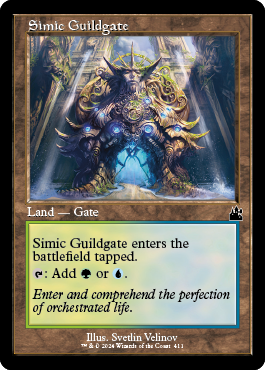 Simic Guildgate
Land — Gate
Simic Guildgate enters the
battlefield tapped.
: Add or .
Enter and comprehend the perfection
of orchestrated life.
Illus. Svetlin Velinov
™ & © 2024 Wizards of the Coast 411